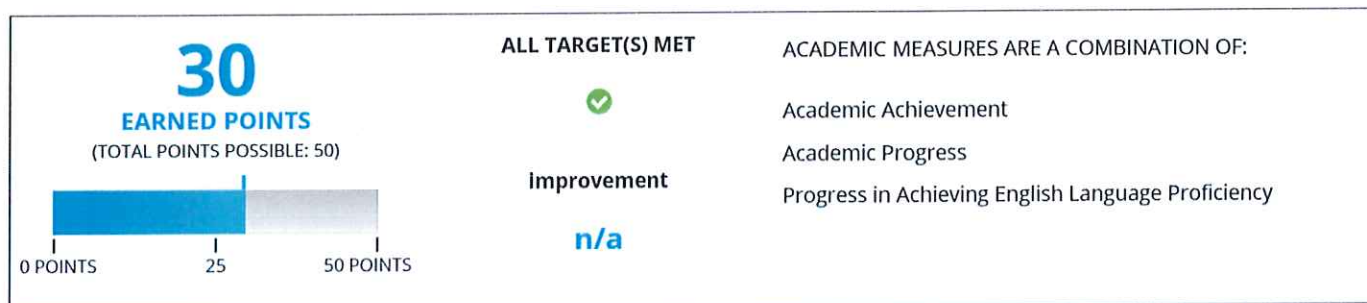 30
EARNED POINTS
(TOTAL POINTS POSSIBLE: 50)
0 POINTS 25 50 POINTS
ALL TARGET(S) MET
improvement
n/a
ACADEMIC MEASURES ARE A COMBINATION OF:
Academic Achievement
Academic Progress
Progress in Achieving English Language Proficiency